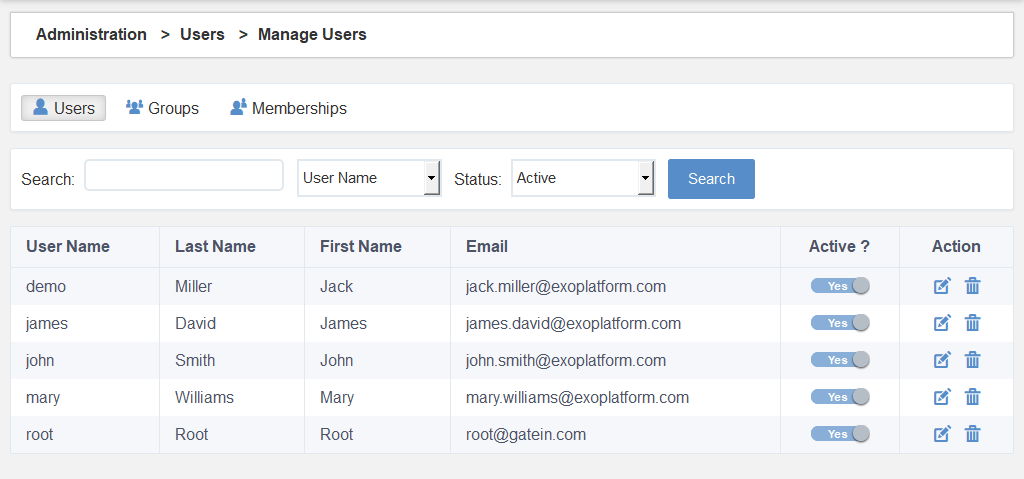 Administration > Users > Manage Users
Users Groups Memberships
Search: User Name Status: Active Search
User Name Last Name First Name Email Active ? Action
demo Miller Jack jack.miller@exoplatform.com Yes
james David James james.david@exoplatform.com Yes
john Smith John john.smith@exoplatform.com Yes
mary Williams Mary mary.williams@exoplatform.com Yes
root Root Root root@gatein.com Yes